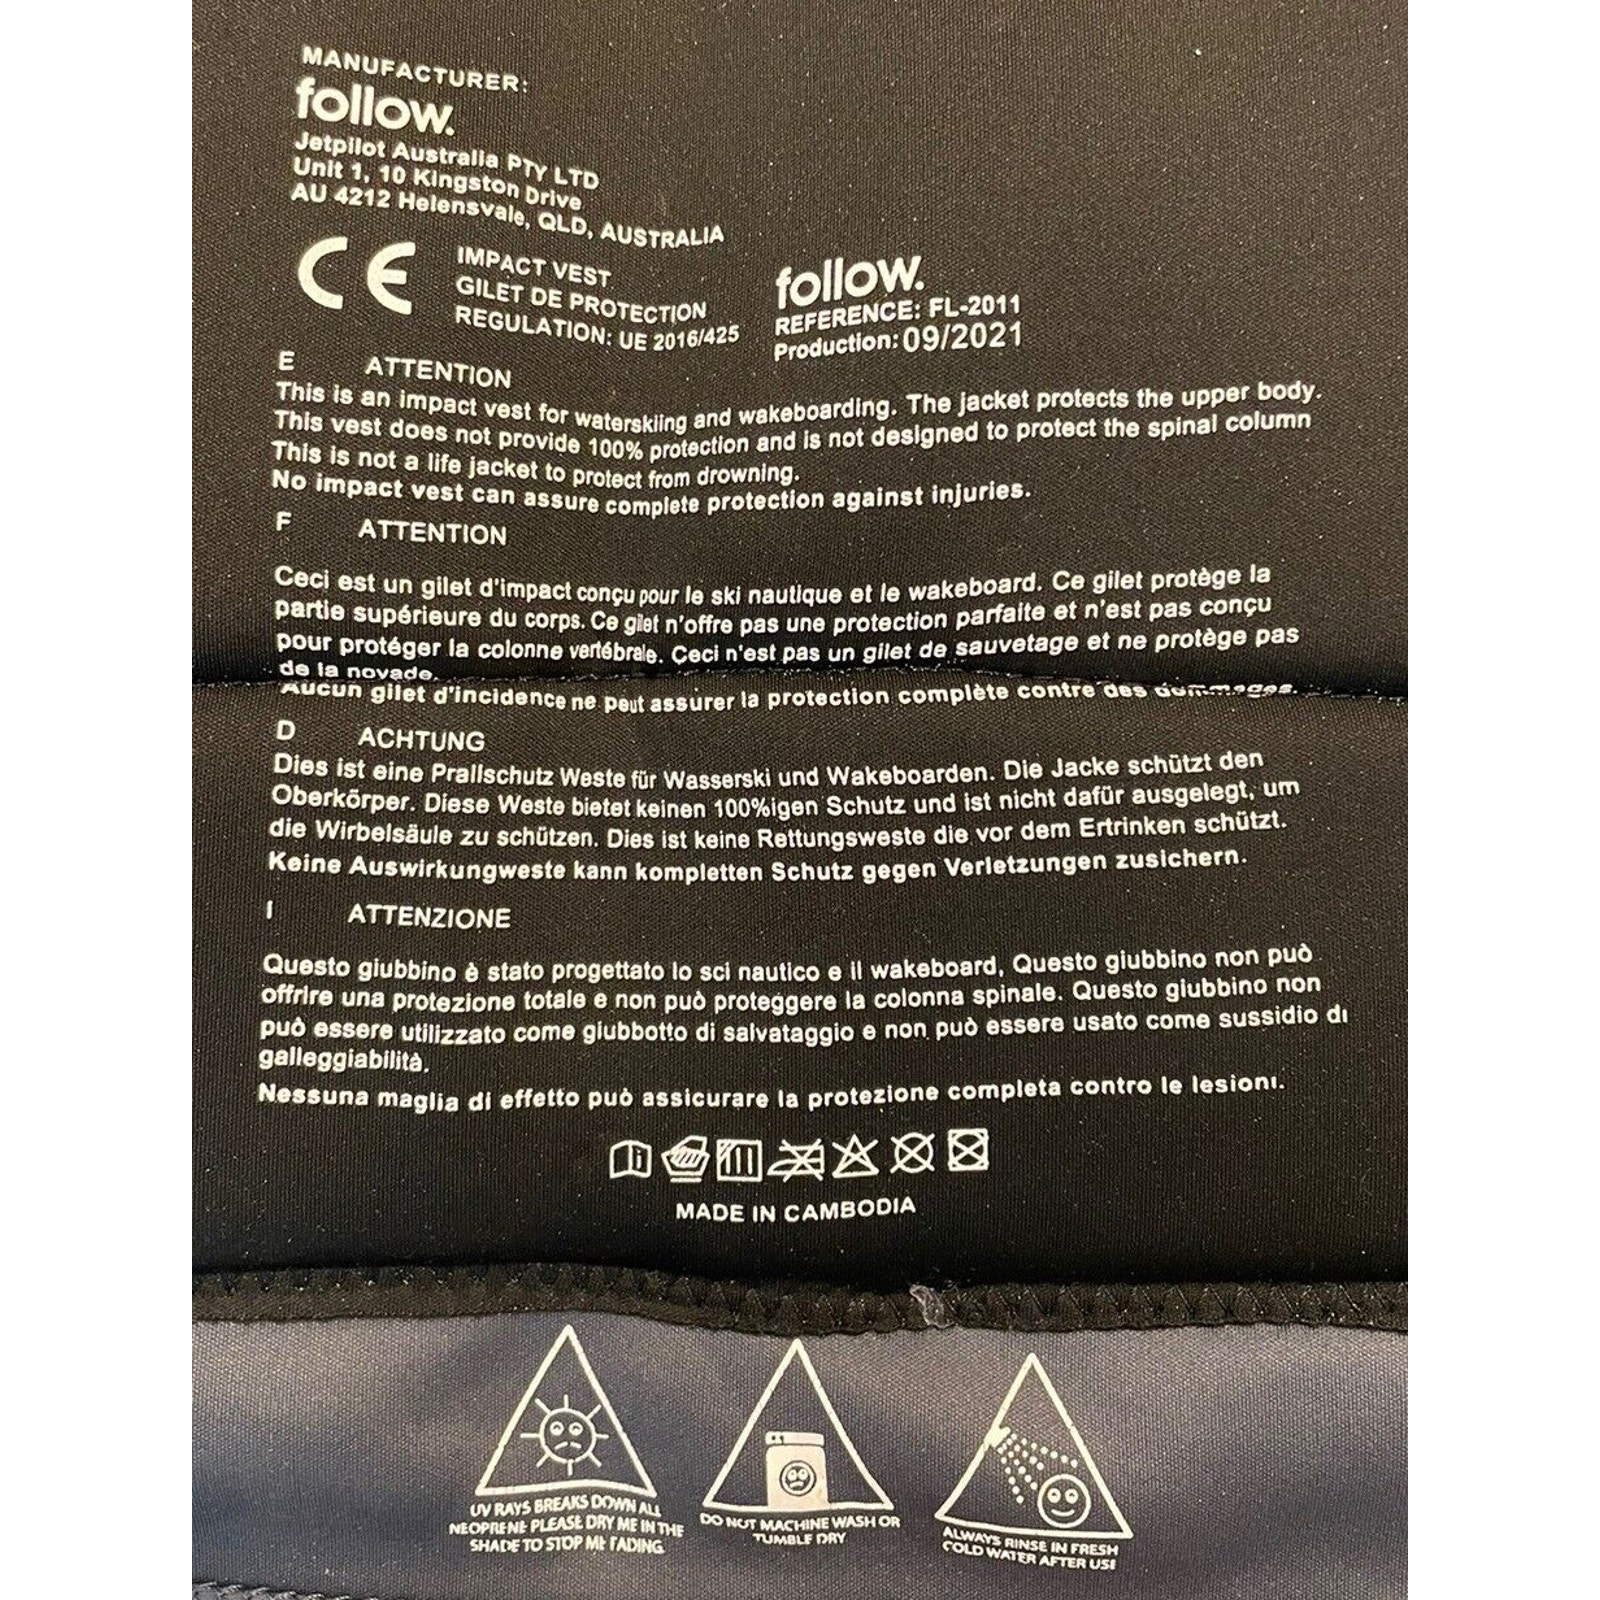 MANUFACTURER:
follow.
Jetpilot Australia PTY LTD
Unit 1, 10 Kingston Drive
AU 4212 Helensvale, QLD, AUSTRALIA
CE
IMPACT VEST
GILET DE PROTECTION
REGULATION: UE 2016/425
follow.
REFERENCE: FL-2011
Production: 09/2021
E ATTENTION
This is an impact vest for waterskiing and wakeboarding. The jacket protects the upper body.
This vest does not provide 100% protection and is not designed to protect the spinal column
This is not a life jacket to protect from drowning.
No impact vest can assure complete protection against injuries.
F ATTENTION
Ceci est un gilet d'impact conçu pour le ski nautique et le wakeboard. Ce gilet protège la
partie supérieure du corps. Ce gilet n'offre pas une protection parfaite et n'est pas conçu
pour protéger la colonne vertébrale. Ceci n'est pas un gilet de sauvetage et ne protège pas
de la novade.
Aucun gilet d'incidence ne peut assurer la protection complète contre des dommages
D ACHTUNG
Dies ist eine Prallschutz Weste für Wasserski und Wakeboarden. Die Jacke schützt den
Oberkörper. Diese Weste bietet keinen 100%igen Schutz und ist nicht dafür ausgelegt, um
die Wirbelsäule zu schützen. Dies ist keine Rettungsweste die vor dem Ertrinken schützt.
Keine Auswirkungweste kann kompletten Schutz gegen Verletzungen zusichern.
I ATTENZIONE
Questo giubbino è stato progettato lo sci nautico e il wakeboard, Questo giubbino non può
offrire una protezione totale e non può proteggere la colonna spinale. Questo giubbino non
può essere utilizzato come giubbotto di salvataggio e non può essere usato come sussidio di
galleggiabilità.
Nessuna maglia di effetto può assicurare la protezione completa contro le lesioni.
MADE IN CAMBODIA
UV RAYS BREAKS DOWN ALL
NEOPRENE PLEASE DRY ME IN THE
SHADE TO STOP ME FADING
DO NOT MACHINE WASH OR
TUMBLE DRY
ALWAYS RINSE IN FRESH
COLD WATER AFTER USE